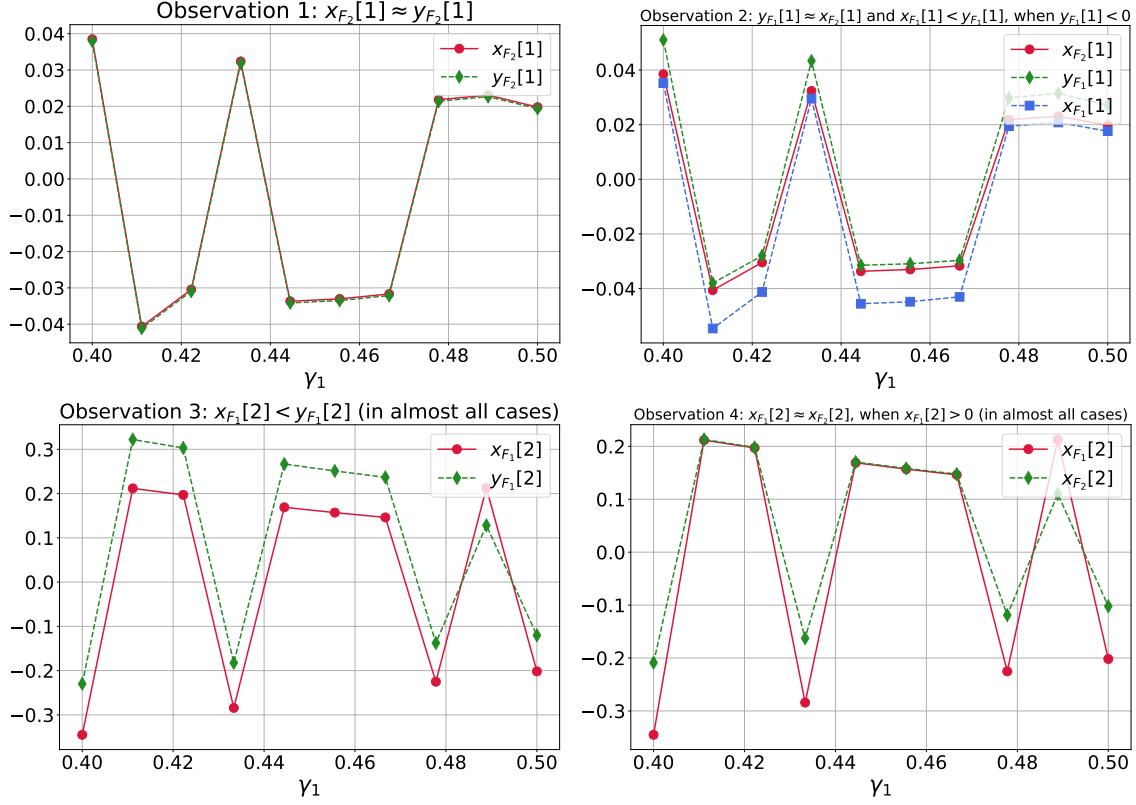 Observation 1: x_{F_2}[1] ≈ y_{F_2}[1]
x_{F_2}[1]
y_{F_2}[1]
0.04
0.03
0.02
0.01
0.00
−0.01
−0.02
−0.03
−0.04
0.40 0.42 0.44 0.46 0.48 0.50
γ_1
Observation 2: y_{F_1}[1] ≈ x_{F_2}[1] and x_{F_1}[1] < y_{F_1}[1], when y_{F_1}[1] < 0
x_{F_2}[1]
y_{F_1}[1]
x_{F_1}[1]
0.04
0.02
0.00
−0.02
−0.04
0.40 0.42 0.44 0.46 0.48 0.50
γ_1
Observation 3: x_{F_1}[2] < y_{F_1}[2] (in almost all cases)
x_{F_1}[2]
y_{F_1}[2]
0.3
0.2
0.1
0.0
−0.1
−0.2
−0.3
0.40 0.42 0.44 0.46 0.48 0.50
γ_1
Observation 4: x_{F_1}[2] ≈ x_{F_2}[2], when x_{F_1}[2] > 0 (in almost all cases)
x_{F_1}[2]
x_{F_2}[2]
0.2
0.1
0.0
−0.1
−0.2
−0.3
0.40 0.42 0.44 0.46 0.48 0.50
γ_1